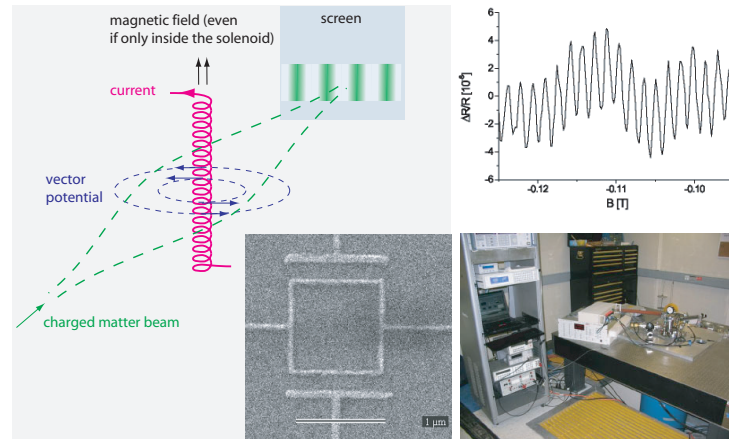 magnetic field (even
if only inside the solenoid)
screen
current
vector
potential
charged matter beam
1 μm
ΔR/R [10⁻⁶]
6
4
2
0
-2
-4
-6
-0.12
-0.11
-0.10
B [T]